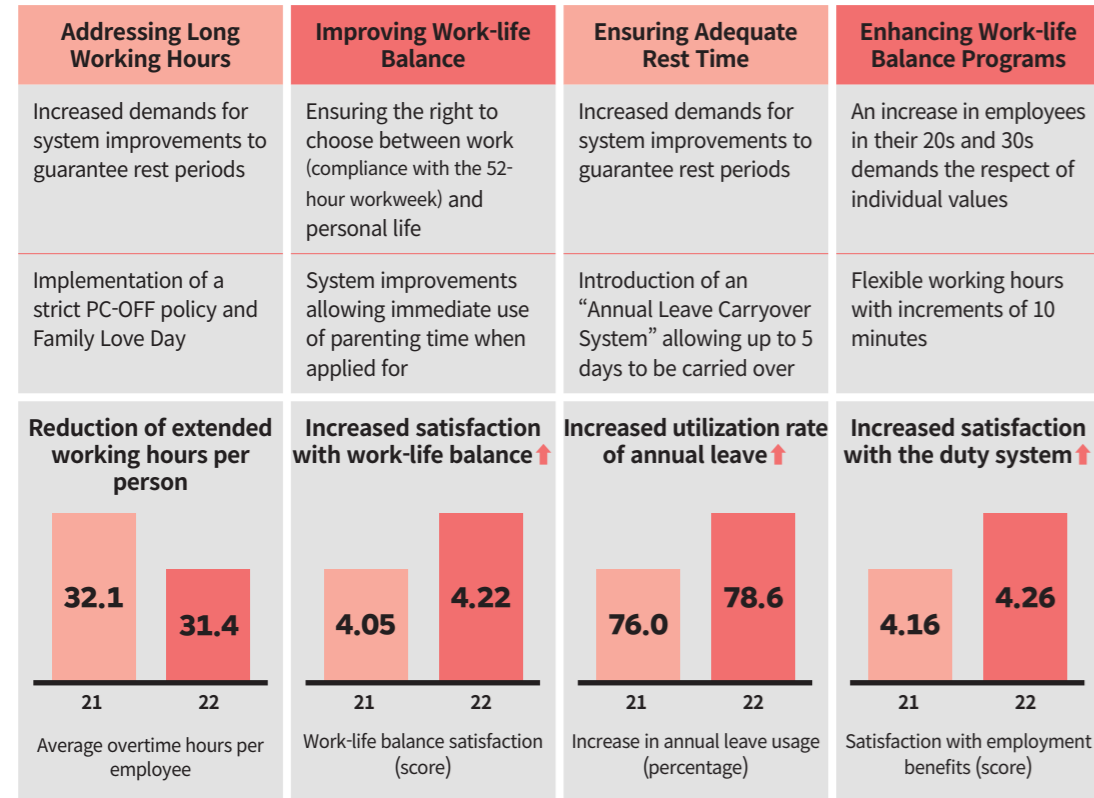 Addressing Long
Working Hours
Increased demands for
system improvements to
guarantee rest periods
Implementation of a
strict PC-OFF policy and
Family Love Day
Reduction of extended
working hours per
person
32.1
31.4
21
22
Average overtime hours per
employee
Improving Work-life
Balance
Ensuring the right to
choose between work
(compliance with the 52-
hour workweek) and
personal life
System improvements
allowing immediate use
of parenting time when
applied for
Increased satisfaction
with work-life balance
4.05
4.22
21
22
Work-life balance satisfaction
(score)
Ensuring Adequate
Rest Time
Increased demands for
system improvements to
guarantee rest periods
Introduction of an
“Annual Leave Carryover
System” allowing up to 5
days to be carried over
Increased utilization rate
of annual leave
76.0
78.6
21
22
Increase in annual leave usage
(percentage)
Enhancing Work-life
Balance Programs
An increase in employees
in their 20s and 30s
demands the respect of
individual values
Flexible working hours
with increments of 10
minutes
Increased satisfaction
with the duty system
4.16
4.26
21
22
Satisfaction with employment
benefits (score)